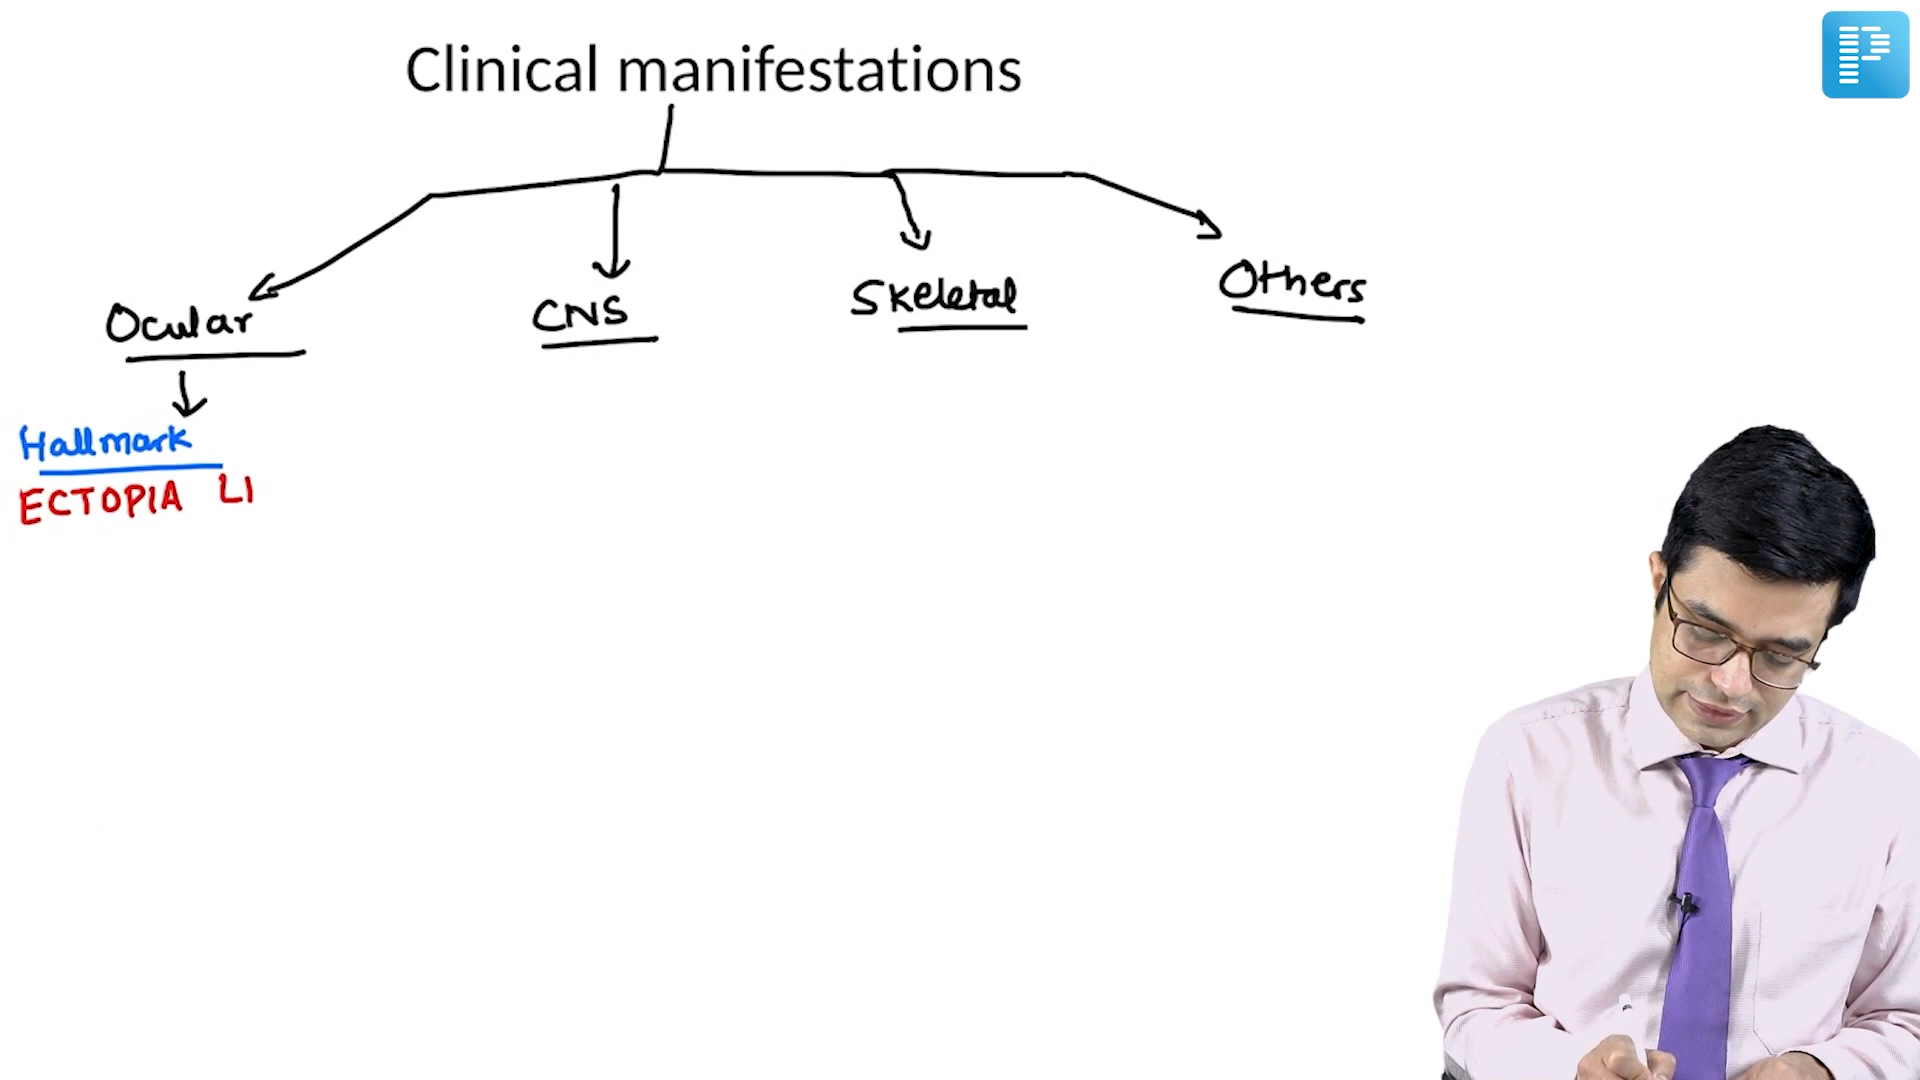 Clinical manifestations
Ocular
CNS
Skeletal
Others
Hallmark
ECTOPIA LI